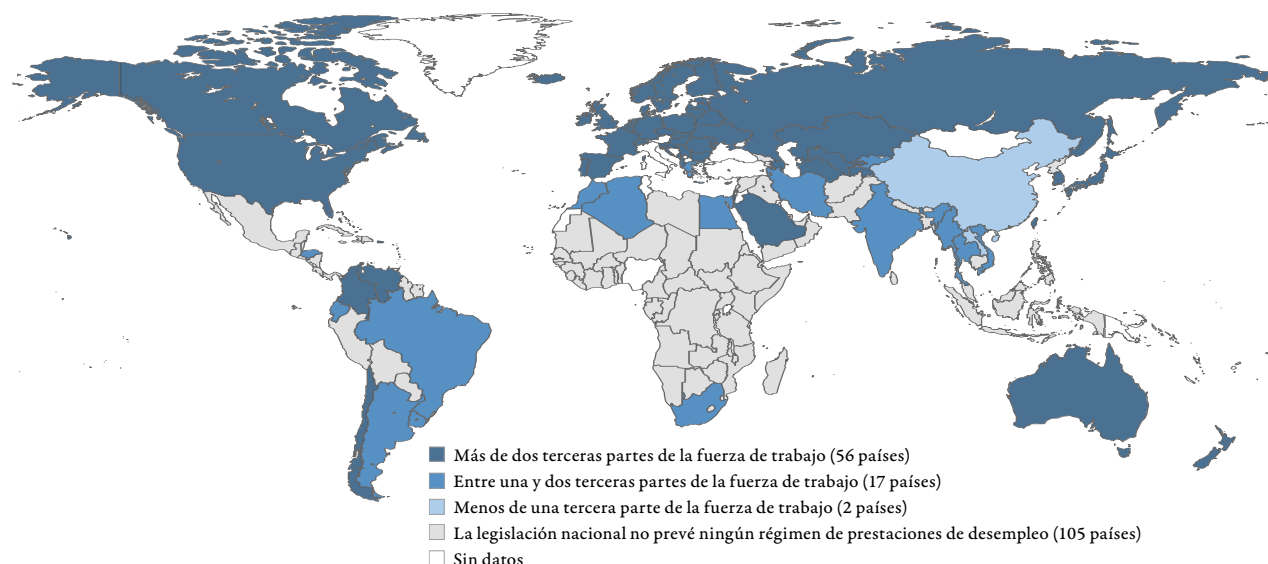 Más de dos terceras partes de la fuerza de trabajo (56 países)
Entre una y dos terceras partes de la fuerza de trabajo (17 países)
Menos de una tercera parte de la fuerza de trabajo (2 países)
La legislación nacional no prevé ningún régimen de prestaciones de desempleo (105 países)
Sin datos